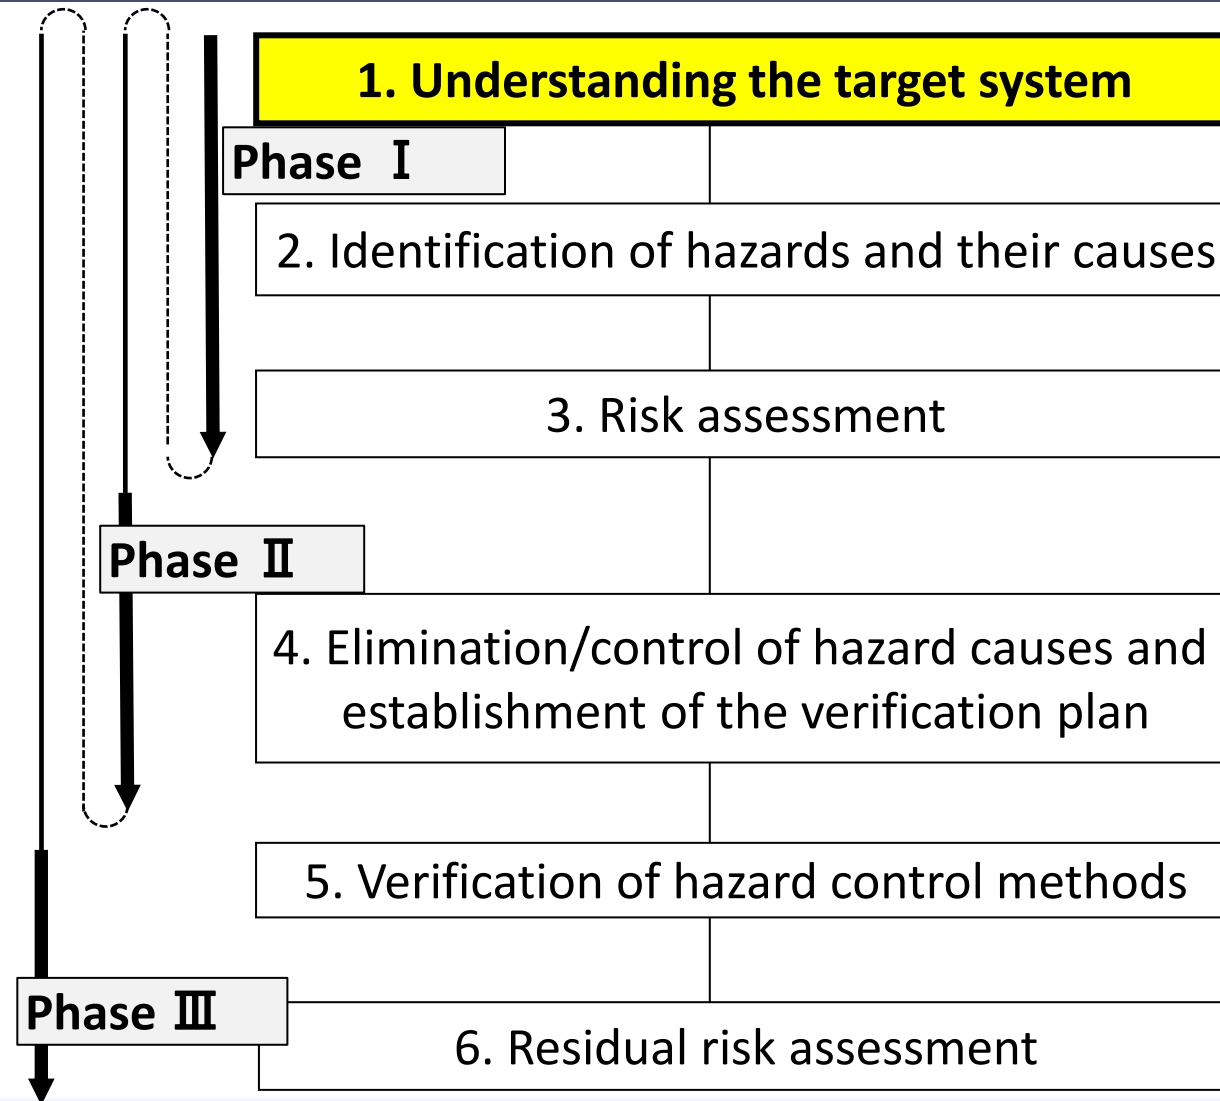 1. Understanding the target system
Phase Ⅰ
2. Identification of hazards and their causes
3. Risk assessment
Phase Ⅱ
4. Elimination/control of hazard causes and
establishment of the verification plan
5. Verification of hazard control methods
Phase Ⅲ
6. Residual risk assessment